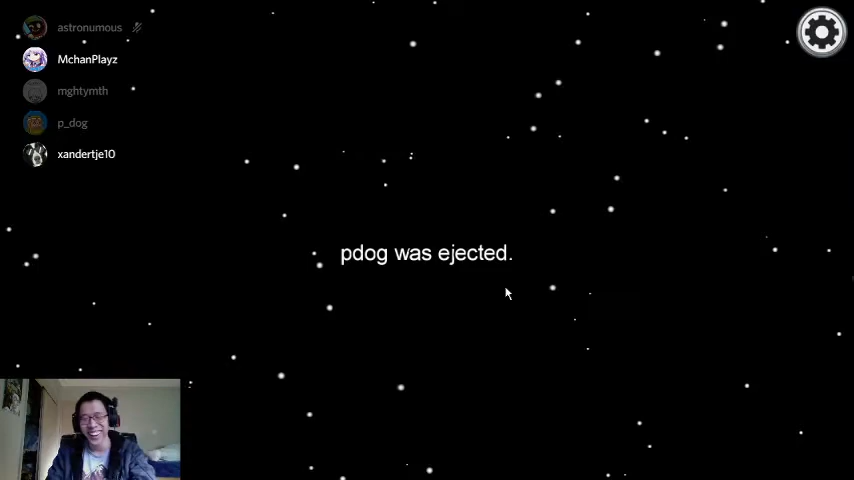 astronumous
MchanPlayz
mghtymth
p_dog
xandertje10
pdog was ejected.